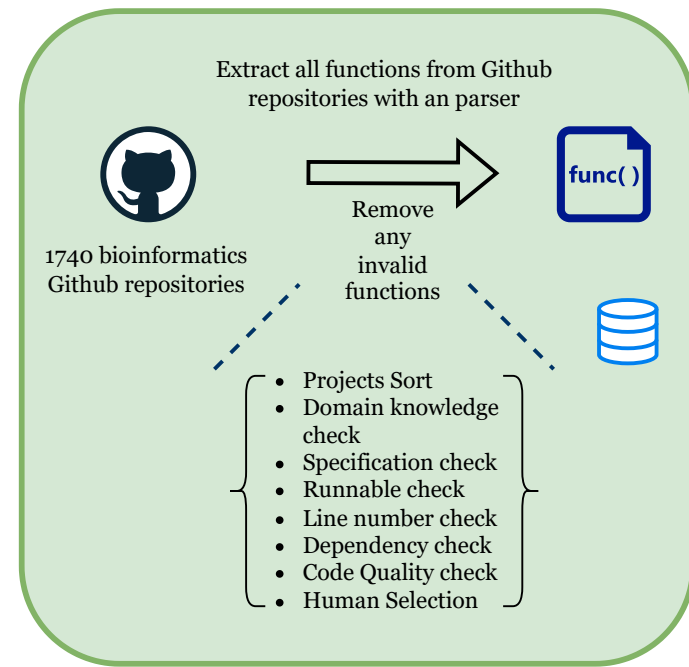 Extract all functions from Github
repositories with an parser
func( )
1740 bioinformatics
Github repositories
Remove
any
invalid
functions
• Projects Sort
• Domain knowledge
check
• Specification check
• Runnable check
• Line number check
• Dependency check
• Code Quality check
• Human Selection